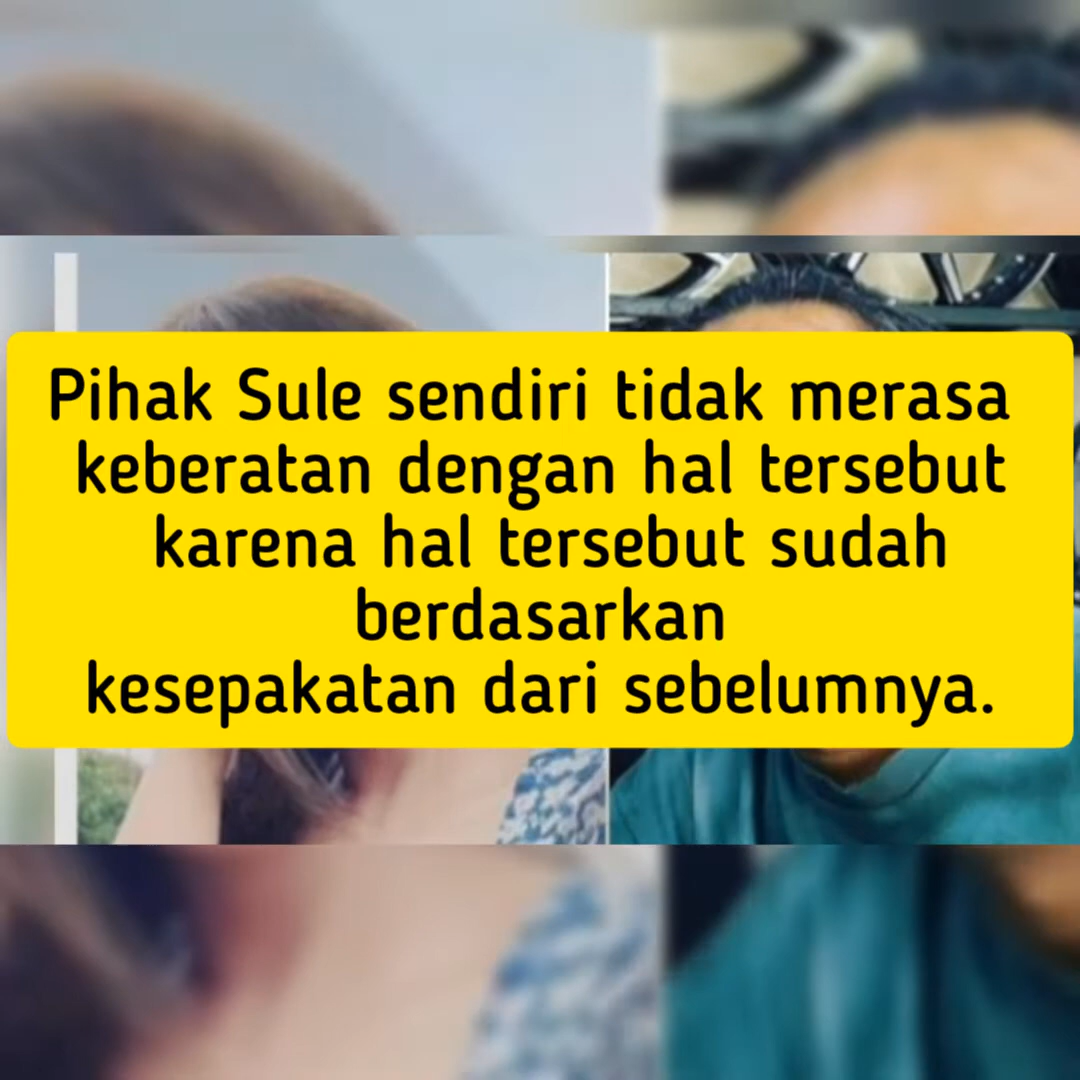 Pihak Sule sendiri tidak merasa
keberatan dengan hal tersebut
karena hal tersebut sudah
berdasarkan
kesepakatan dari sebelumnya.